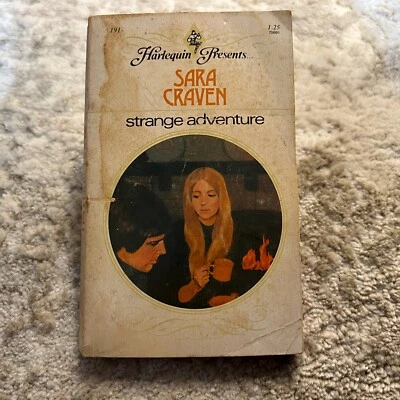 191
1.25
Harlequin Presents...
SARA
CRAVEN
strange adventure